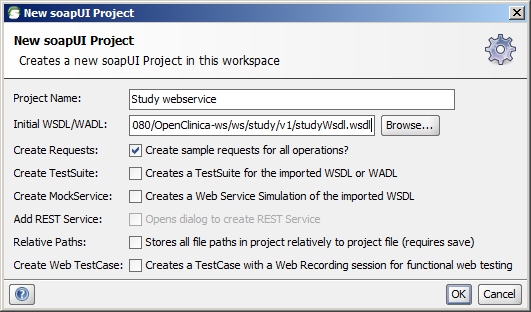 New soapUI Project
New soapUI Project
Creates a new soapUI Project in this workspace
Project Name: Study webservice
Initial WSDL/WADL: 080/OpenClinica-ws/ws/study/v1/studyWsdl.wsdl Browse...
Create Requests: Create sample requests for all operations?
Create TestSuite: Creates a TestSuite for the imported WSDL or WADL
Create MockService: Creates a Web Service Simulation of the imported WSDL
Add REST Service: Opens dialog to create REST Service
Relative Paths: Stores all file paths in project relatively to project file (requires save)
Create Web TestCase: Creates a TestCase with a Web Recording session for functional web testing
? OK Cancel